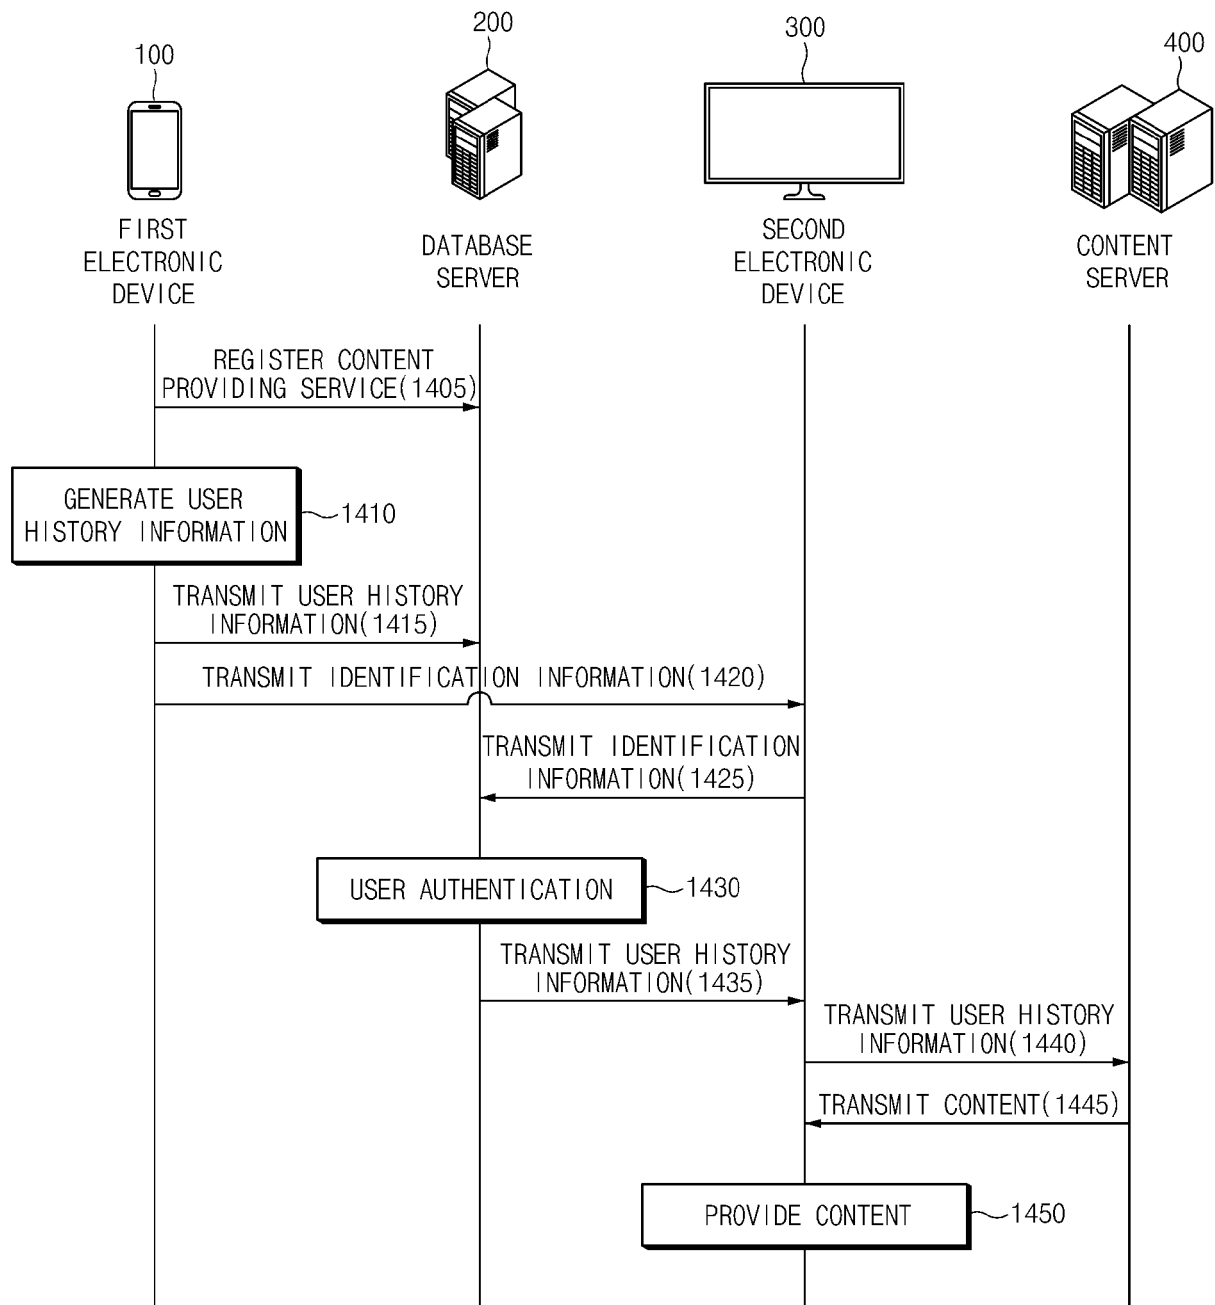 100
200
300
400
FIRST
ELECTRONIC
DEVICE
DATABASE
SERVER
SECOND
ELECTRONIC
DEVICE
CONTENT
SERVER
REGISTER CONTENT
PROVIDING SERVICE(1405)
GENERATE USER
HISTORY INFORMATION
1410
TRANSMIT USER HISTORY
INFORMATION(1415)
TRANSMIT IDENTIFICATION INFORMATION(1420)
TRANSMIT IDENTIFICATION
INFORMATION(1425)
USER AUTHENTICATION
1430
TRANSMIT USER HISTORY
INFORMATION(1435)
TRANSMIT USER HISTORY
INFORMATION(1440)
TRANSMIT CONTENT(1445)
PROVIDE CONTENT
1450